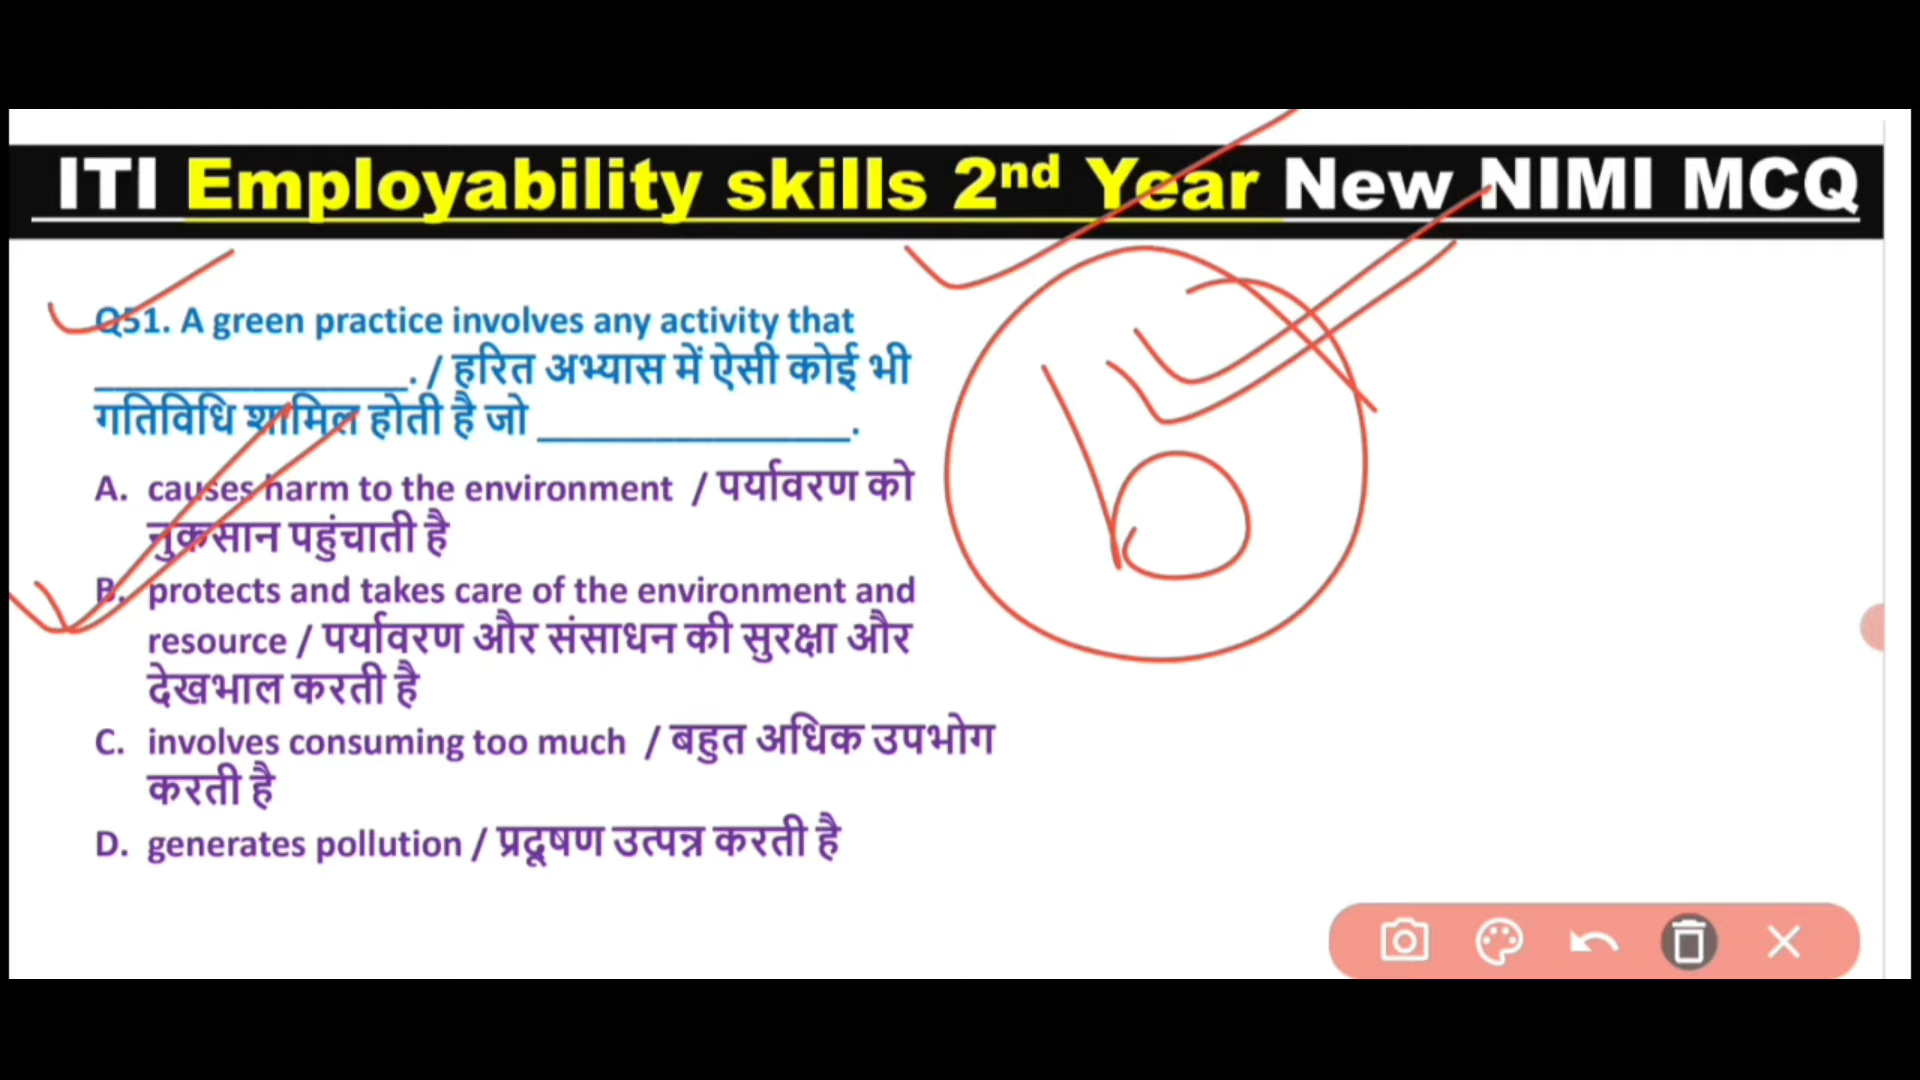 ITI Employability skills 2nd Year New NIMI MCQ
Q51. A green practice involves any activity that
_______________. / हरित अभ्यास में ऐसी कोई भी
गतिविधि शामिल होती है जो _______________.
A. causes harm to the environment / पर्यावरण को
नुकसान पहुंचाती है
B. protects and takes care of the environment and
resource / पर्यावरण और संसाधन की सुरक्षा और
देखभाल करती है
C. involves consuming too much / बहुत अधिक उपभोग
करती है
D. generates pollution / प्रदूषण उत्पन्न करती है
b